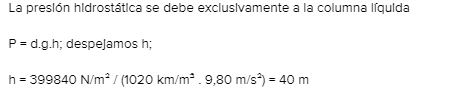 La presión hidrostática se debe exclusivamente a la columna líquida
P = d.g.h; despejamos h;
h = 399840 N/m² / (1020 km/m³ . 9,80 m/s²) = 40 m